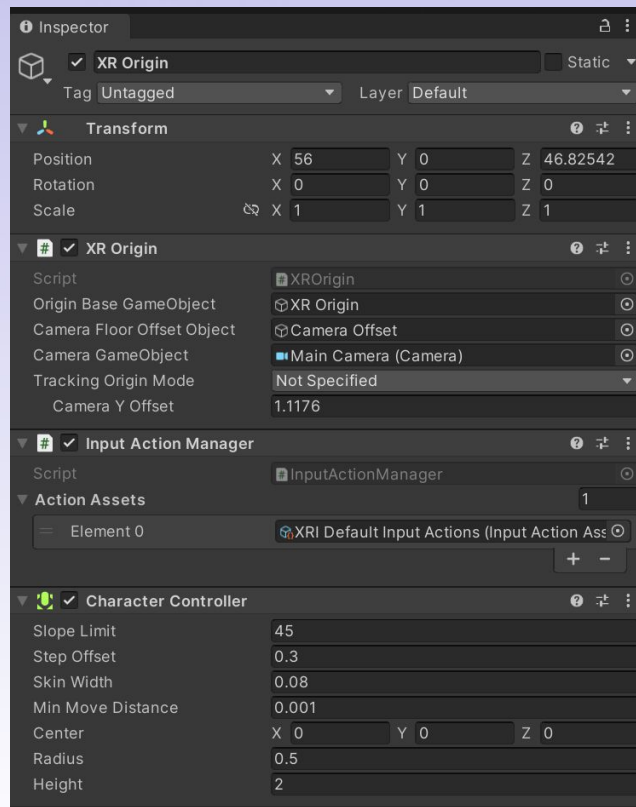 Inspector
XR Origin Static
Tag Untagged Layer Default
Transform
Position X 56 Y 0 Z 46.82542
Rotation X 0 Y 0 Z 0
Scale X 1 Y 1 Z 1
# XR Origin
Script # XROrigin
Origin Base GameObject XR Origin
Camera Floor Offset Object Camera Offset
Camera GameObject Main Camera (Camera)
Tracking Origin Mode Not Specified
Camera Y Offset 1.1176
# Input Action Manager
Script # InputActionManager
Action Assets 1
Element 0 XRI Default Input Actions (Input Action Ass
+ −
Character Controller
Slope Limit 45
Step Offset 0.3
Skin Width 0.08
Min Move Distance 0.001
Center X 0 Y 0 Z 0
Radius 0.5
Height 2